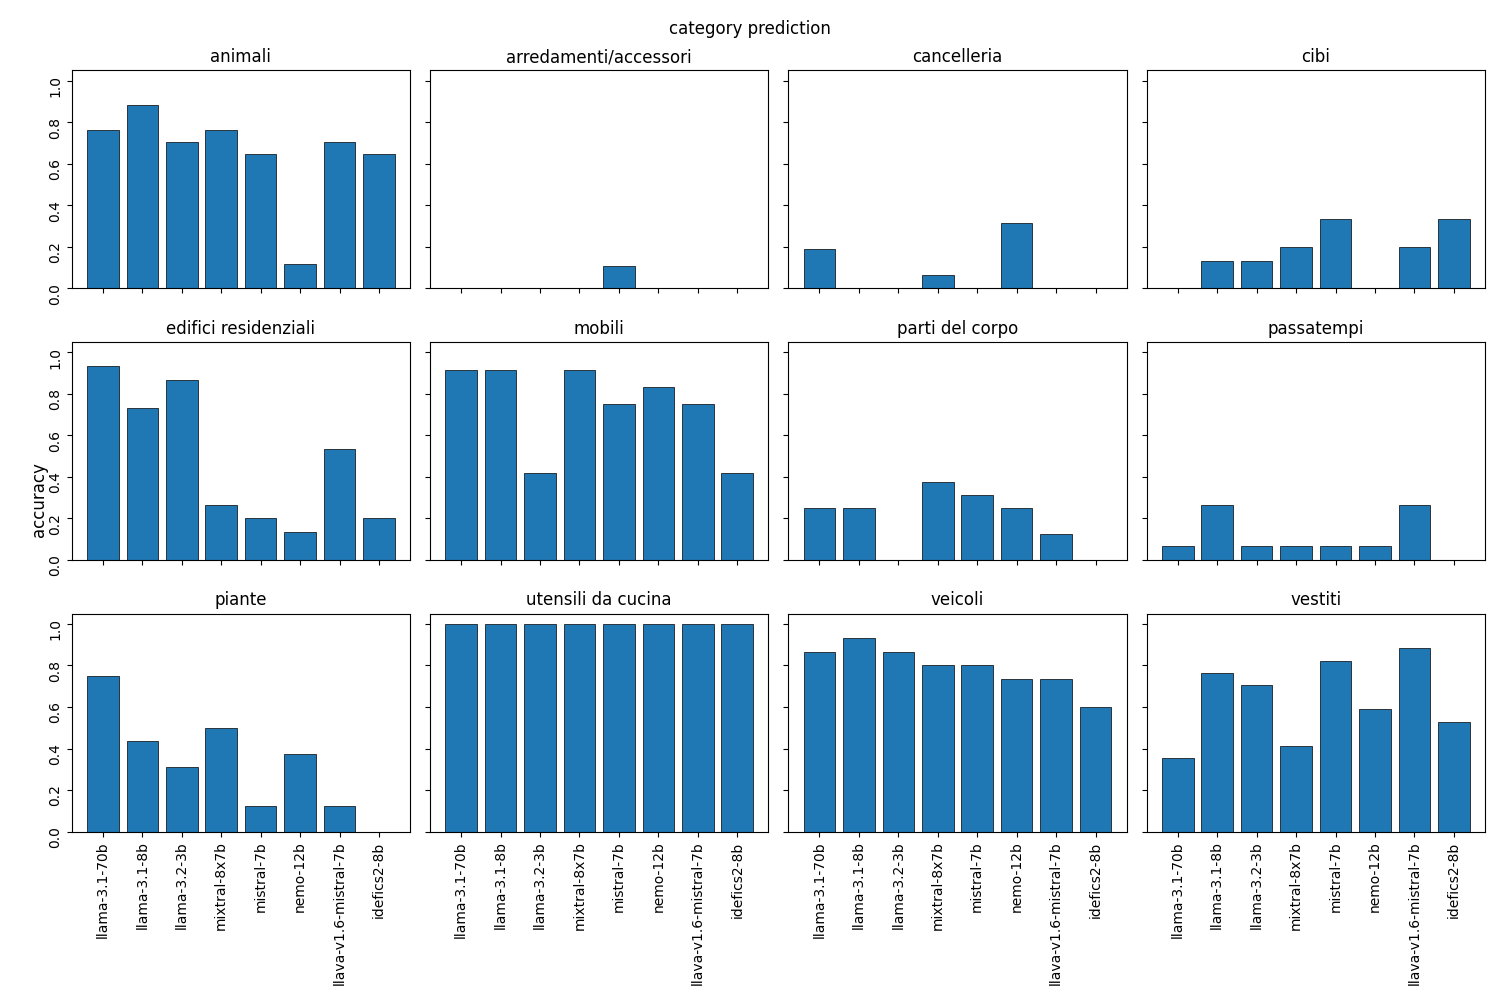 category prediction
animali
arredamenti/accessori
cancelleria
cibi
1.0
0.8
0.6
0.4
0.2
0.0
edifici residenziali
mobili
parti del corpo
passatempi
accuracy
1.0
0.8
0.6
0.4
0.2
0.0
piante
utensili da cucina
veicoli
vestiti
1.0
0.8
0.6
0.4
0.2
0.0
llama-3.1-70b
llama-3.1-8b
llama-3.2-3b
mixtral-8x7b
mistral-7b
nemo-12b
llava-v1.6-mistral-7b
idefics2-8b
llama-3.1-70b
llama-3.1-8b
llama-3.2-3b
mixtral-8x7b
mistral-7b
nemo-12b
llava-v1.6-mistral-7b
idefics2-8b
llama-3.1-70b
llama-3.1-8b
llama-3.2-3b
mixtral-8x7b
mistral-7b
nemo-12b
llava-v1.6-mistral-7b
idefics2-8b
llama-3.1-70b
llama-3.1-8b
llama-3.2-3b
mixtral-8x7b
mistral-7b
nemo-12b
llava-v1.6-mistral-7b
idefics2-8b